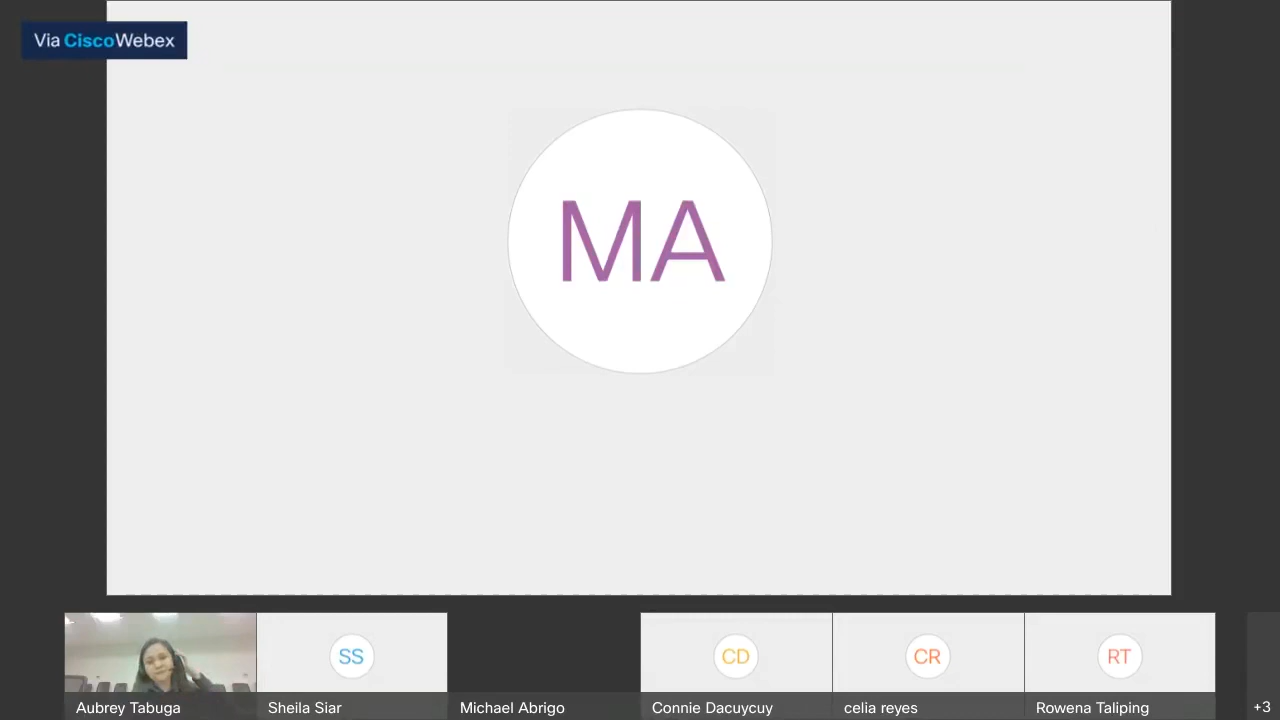 Via CiscoWebex
MA
SS
CD
CR
RT
Aubrey Tabuga
Sheila Siar
Michael Abrigo
Connie Dacuycuy
celia reyes
Rowena Taliping
+3